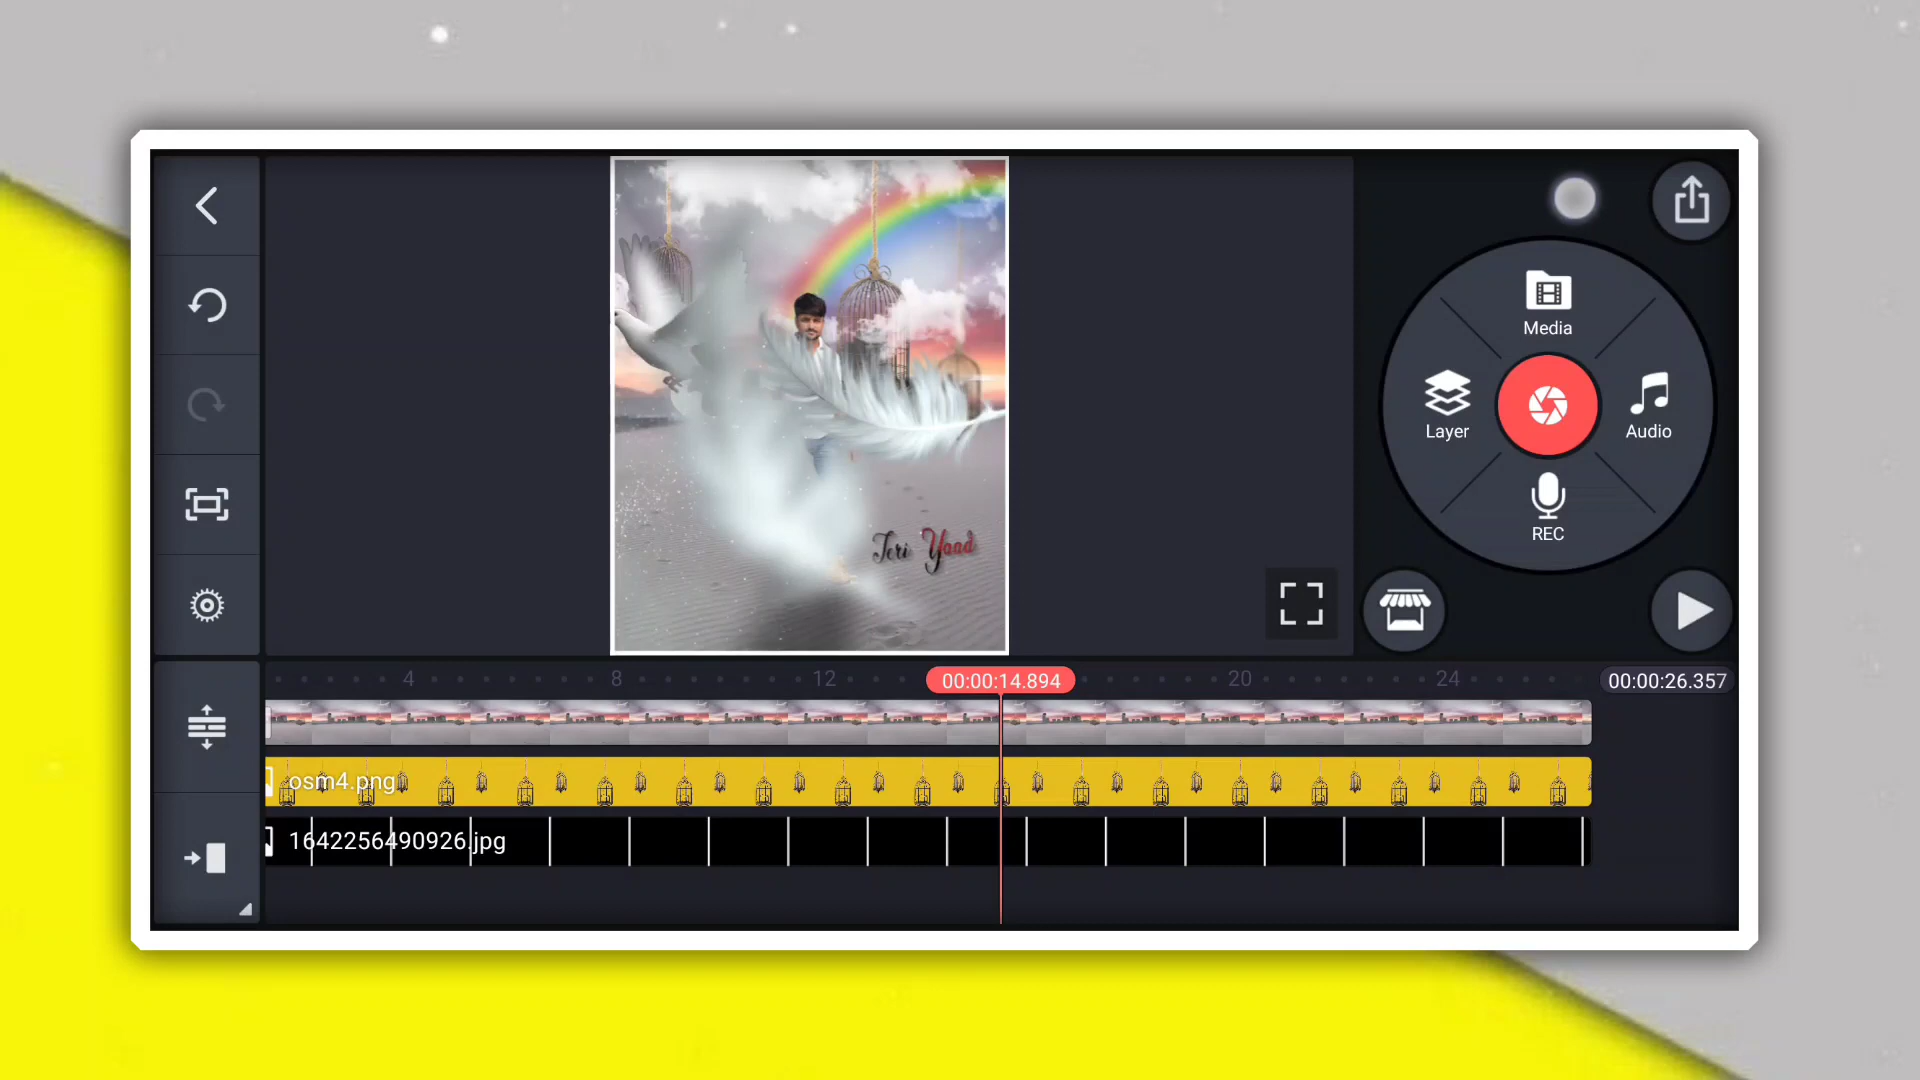 Media
Layer
Audio
REC
Teri Yaad
4
8
12
00:00:14.894
20
24
00:00:26.357
osm4.png
1642256490926.jpg